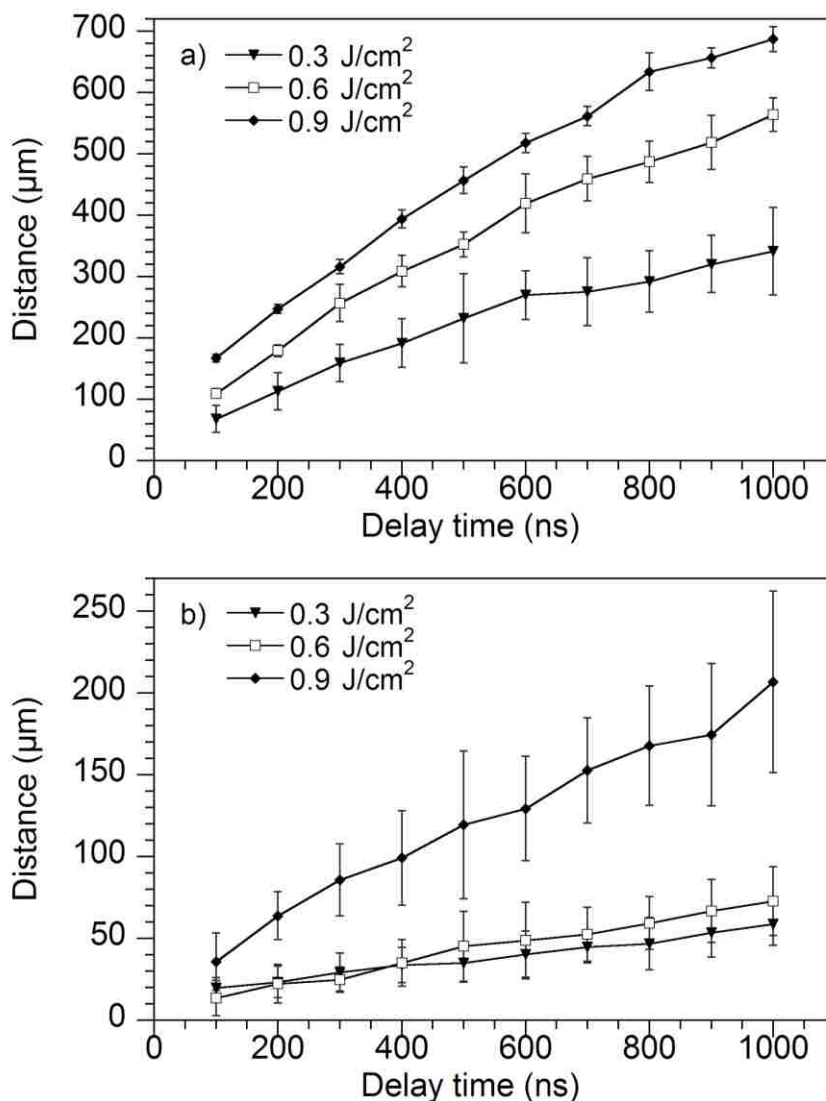 a)
0.3 J/cm²
0.6 J/cm²
0.9 J/cm²
700
600
500
400
300
200
100
0
Distance (µm)
0 200 400 600 800 1000
Delay time (ns)
b)
0.3 J/cm²
0.6 J/cm²
0.9 J/cm²
250
200
150
100
50
0
Distance (µm)
0 200 400 600 800 1000
Delay time (ns)